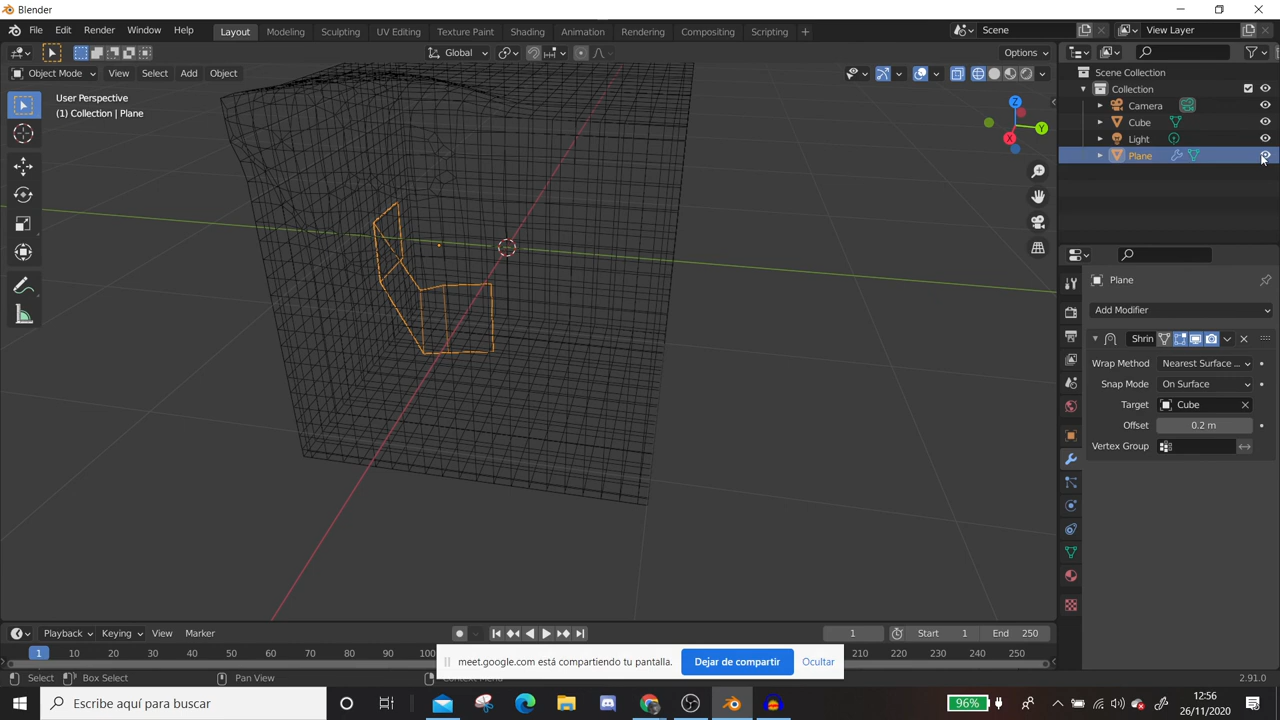 Blender
File Edit Render Window Help
Layout Modeling Sculpting UV Editing Texture Paint Shading Animation Rendering Compositing Scripting +
Scene
View Layer
Global
Options
Object Mode View Select Add Object
User Perspective
(1) Collection | Plane
Z
Y
X
Scene Collection
Collection
Camera
Cube
Light
Plane
Plane
Add Modifier
Shrin
Wrap Method Nearest Surface ...
Snap Mode On Surface
Target Cube
Offset 0.2 m
Vertex Group
Playback Keying View Marker
1 Start 1 End 250
1 10 20 30 40 50 60 70 80 90 100 250
meet.google.com está compartiendo tu pantalla. Dejar de compartir Ocultar
Select Box Select Pan View Context Menu 2.91.0
Escribe aquí para buscar
96%
12:56
26/11/2020